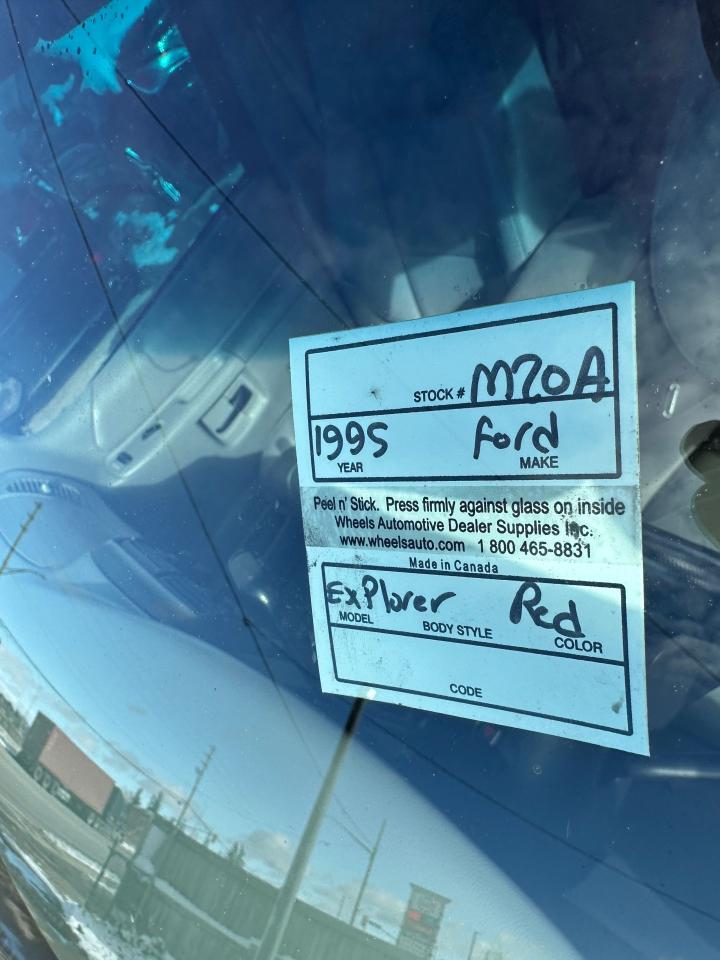 STOCK # M20A
1995 Ford
YEAR MAKE
Peel n' Stick. Press firmly against glass on inside
Wheels Automotive Dealer Supplies Inc.
www.wheelsauto.com 1 800 465-8831
Made in Canada
ExPlorer Red
MODEL BODY STYLE COLOR
CODE